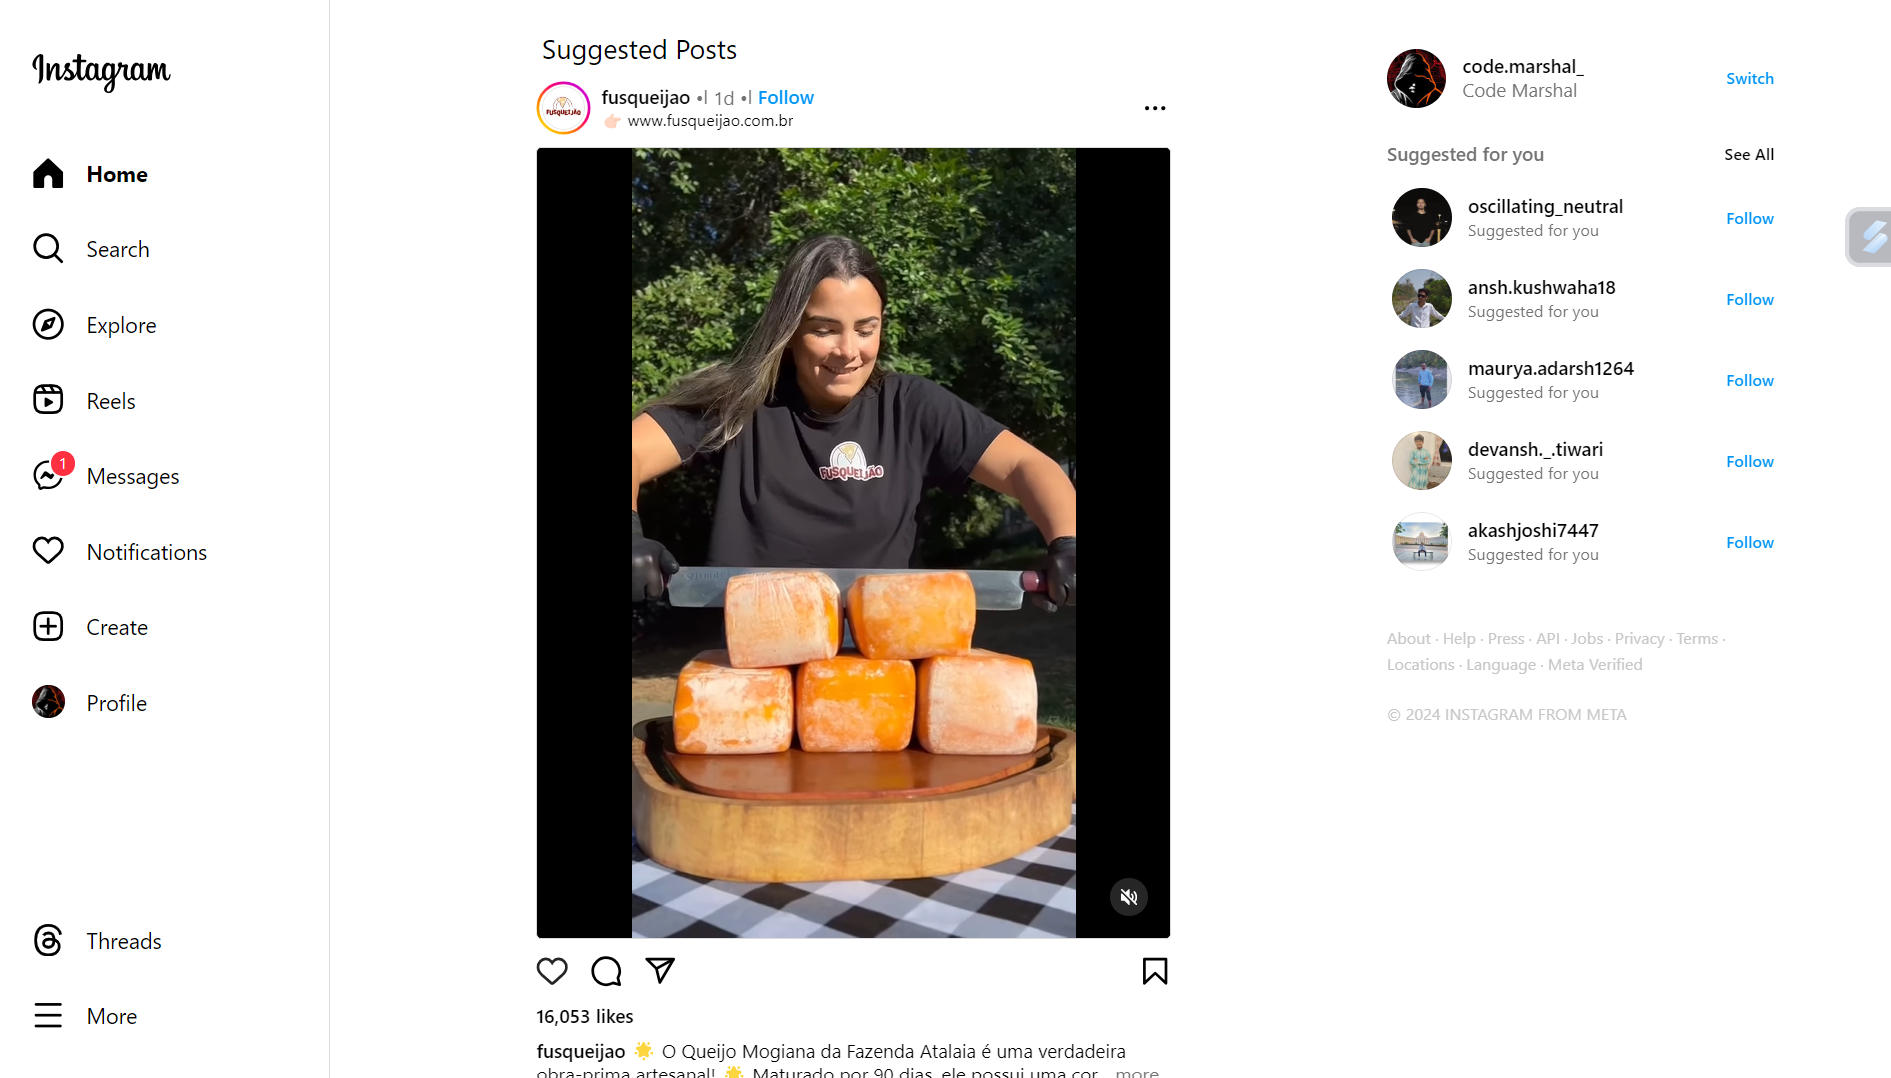 Instagram
Home
Search
Explore
Reels
1
Messages
Notifications
Create
Profile
Threads
More
Suggested Posts
FUSQUEIJÃO
fusqueijao •l 1d •l Follow
👉🏻 www.fusqueijao.com.br
FUSQUEIJÃO
16,053 likes
fusqueijao 🌟 O Queijo Mogiana da Fazenda Atalaia é uma verdadeira
obra-prima artesanal! 🌟 Maturado por 90 dias, ele possui uma cor... more
code.marshal_
Code Marshal
Switch
Suggested for you
See All
oscillating_neutral
Suggested for you
Follow
ansh.kushwaha18
Suggested for you
Follow
maurya.adarsh1264
Suggested for you
Follow
devansh._.tiwari
Suggested for you
Follow
akashjoshi7447
Suggested for you
Follow
About · Help · Press · API · Jobs · Privacy · Terms ·
Locations · Language · Meta Verified
© 2024 INSTAGRAM FROM META